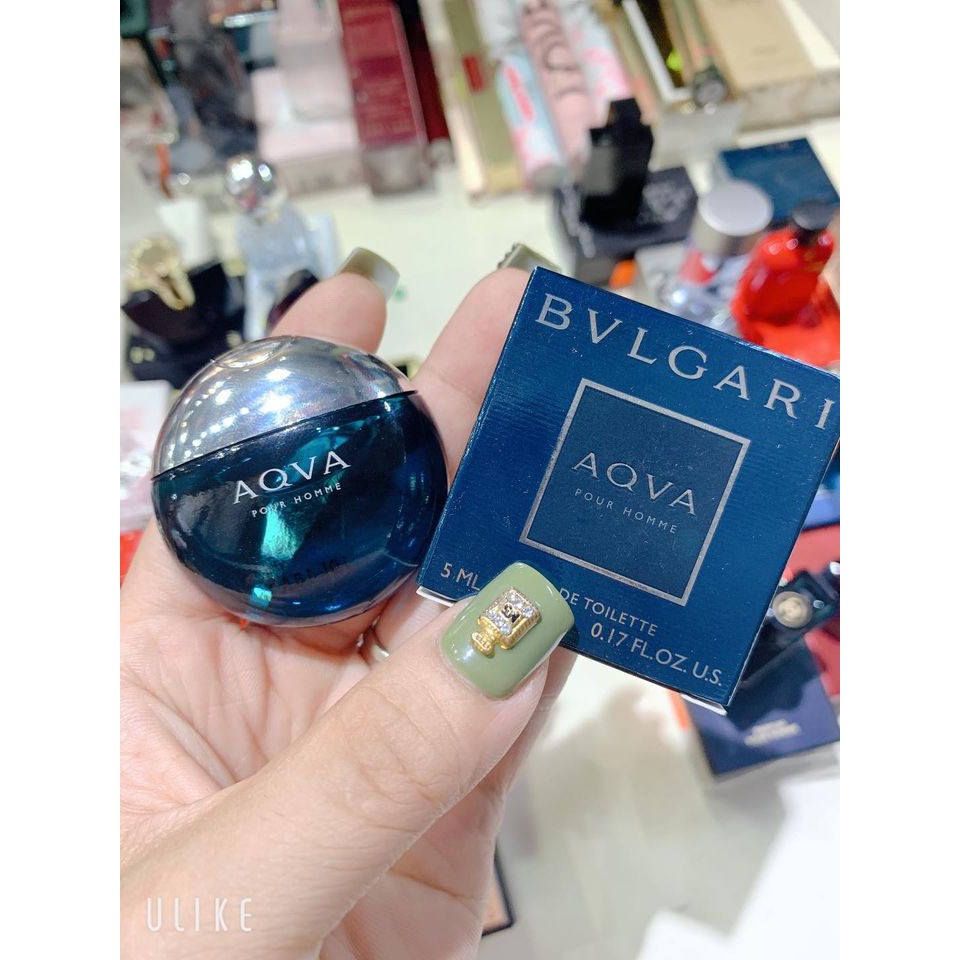 BVLGARI
AQVA
POUR HOMME
5 ML
DE TOILETTE
0.17 FL.OZ. U.S.
AQVA
POUR HOMME
ULIKE